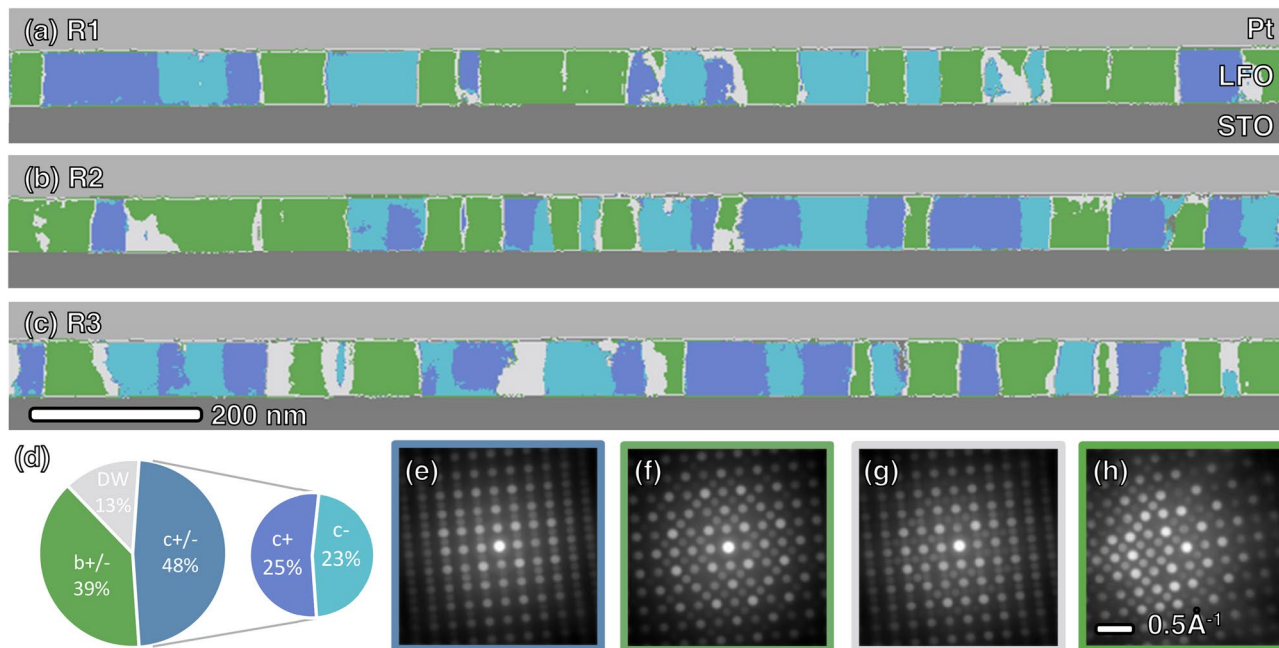 (a) R1
Pt
LFO
STO
(b) R2
(c) R3
200 nm
(d)
DW
13%
b+/-
39%
c+/-
48%
c+
25%
c-
23%
(e)
(f)
(g)
(h)
0.5Å⁻¹